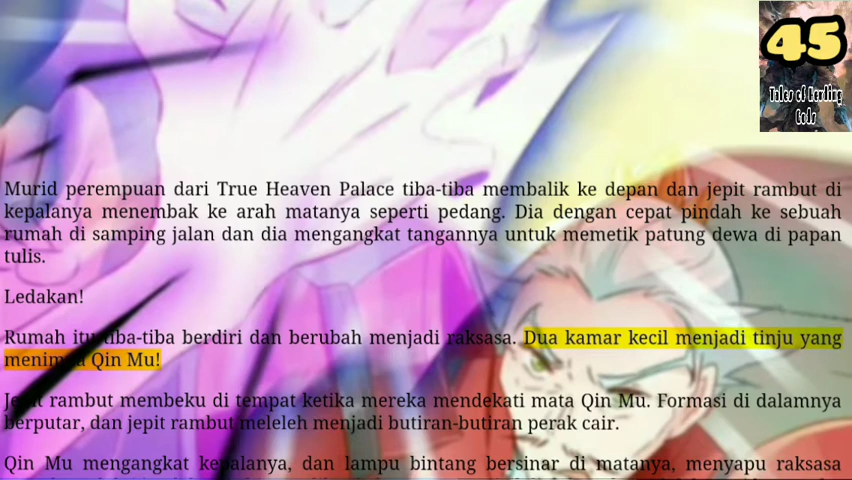 45
Tales of Herding
Gods
Murid perempuan dari True Heaven Palace tiba-tiba membalik ke depan dan jepit rambut di
kepalanya menembak ke arah matanya seperti pedang. Dia dengan cepat pindah ke sebuah
rumah di samping jalan dan dia mengangkat tangannya untuk memetik patung dewa di papan
tulis.
Ledakan!
Rumah itu tiba-tiba berdiri dan berubah menjadi raksasa. Dua kamar kecil menjadi tinju yang
menimpa Qin Mu!
Jepit rambut membeku di tempat ketika mereka mendekati mata Qin Mu. Formasi di dalamnya
berputar, dan jepit rambut meleleh menjadi butiran-butiran perak cair.
Qin Mu mengangkat kepalanya, dan lampu bintang bersinar di matanya, menyapu raksasa